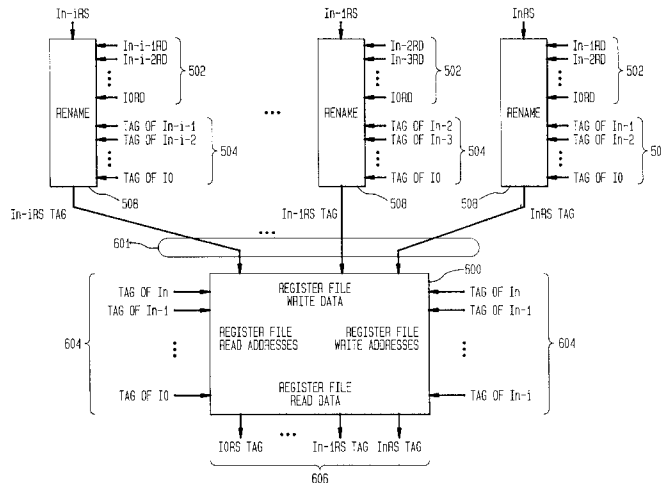 In-iRS
In-1RS
InRS
In-i-1RD
In-i-2RD
502
IORD
RENAME
TAG OF In-i-1
TAG OF In-i-2
504
TAG OF I0
508
In-2RD
In-3RD
502
IORD
RENAME
TAG OF In-2
TAG OF In-3
504
TAG OF I0
508
In-1RD
In-2RD
502
IORD
RENAME
TAG OF In-1
TAG OF In-2
50
TAG OF I0
508
In-iRS TAG
In-1RS TAG
InRS TAG
601
600
REGISTER FILE
WRITE DATA
TAG OF In
TAG OF In-1
604
TAG OF I0
REGISTER FILE
READ ADDRESSES
REGISTER FILE
WRITE ADDRESSES
TAG OF In
TAG OF In-1
604
TAG OF In-i
REGISTER FILE
READ DATA
I0RS TAG
In-1RS TAG
InRS TAG
606